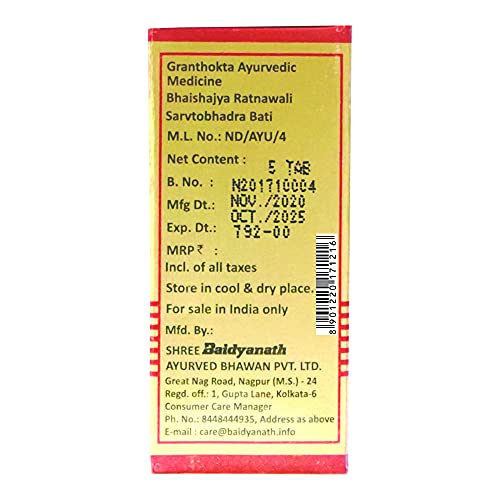 Granthokta Ayurvedic
Medicine
Bhaishajya Ratnawali
Sarvtobhadra Bati
M.L. No.: ND/AYU/4
Net Content : 5 TAB
B. No. : N201710004
Mfg Dt.: NOV./2020
Exp. Dt.: OCT./2025
MRP ₹ : 792-00
Incl. of all taxes
Store in cool & dry place.
For sale in India only
Mfd. By.:
SHREE Baidyanath
AYURVED BHAWAN PVT. LTD.
Great Nag Road, Nagpur (M.S.) - 24
Regd. off.: 1, Gupta Lane, Kolkata-6
Consumer Care Manager
Ph. No.: 8448444935, Address as above
E-mail : care@baidyanath.info
8901220171216